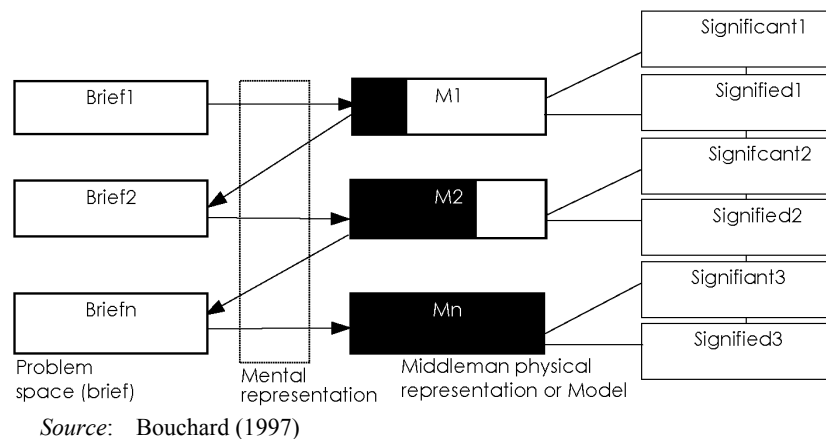 Significant1
Brief1
M1
Signified1
Signifcant2
Brief2
M2
Signified2
Signifiant3
Briefn
Mn
Signified3
Problem
space (brief)
Mental
representation
Middleman physical
representation or Model
Source: Bouchard (1997)